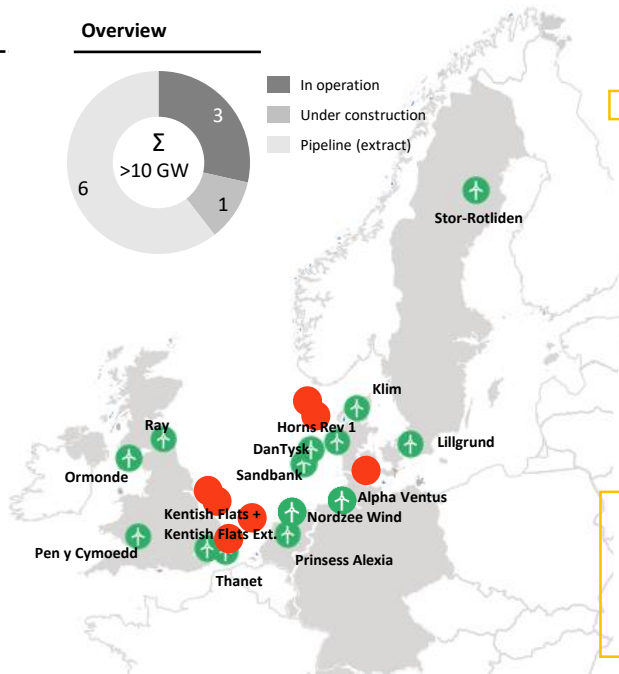 Overview
In operation
Under construction
Pipeline (extract)
3
1
6
Σ
>10 GW
Stor-Rotliden
Klim
Ray
Horns Rev 1
Lillgrund
DanTysk
Ormonde
Sandbank
Alpha Ventus
Kentish Flats +
Nordzee Wind
Kentish Flats Ext.
Pen y Cymoedd
Prinsess Alexia
Thanet